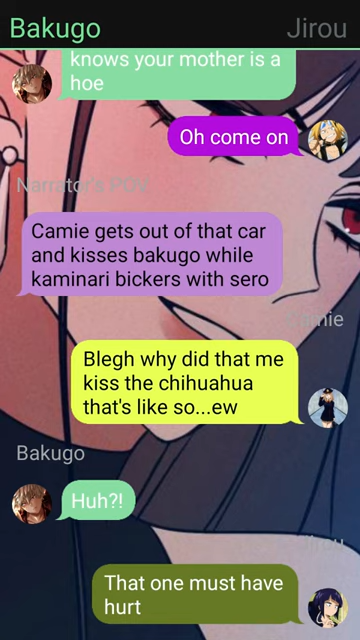 Bakugo
Jirou
knows your mother is a
hoe
Oh come on
Narrator's POV
Camie gets out of that car
and kisses bakugo while
kaminari bickers with sero
Camie
Blegh why did that me
kiss the chihuahua
that's like so...ew
Bakugo
Huh?!
Jirou
That one must have
hurt